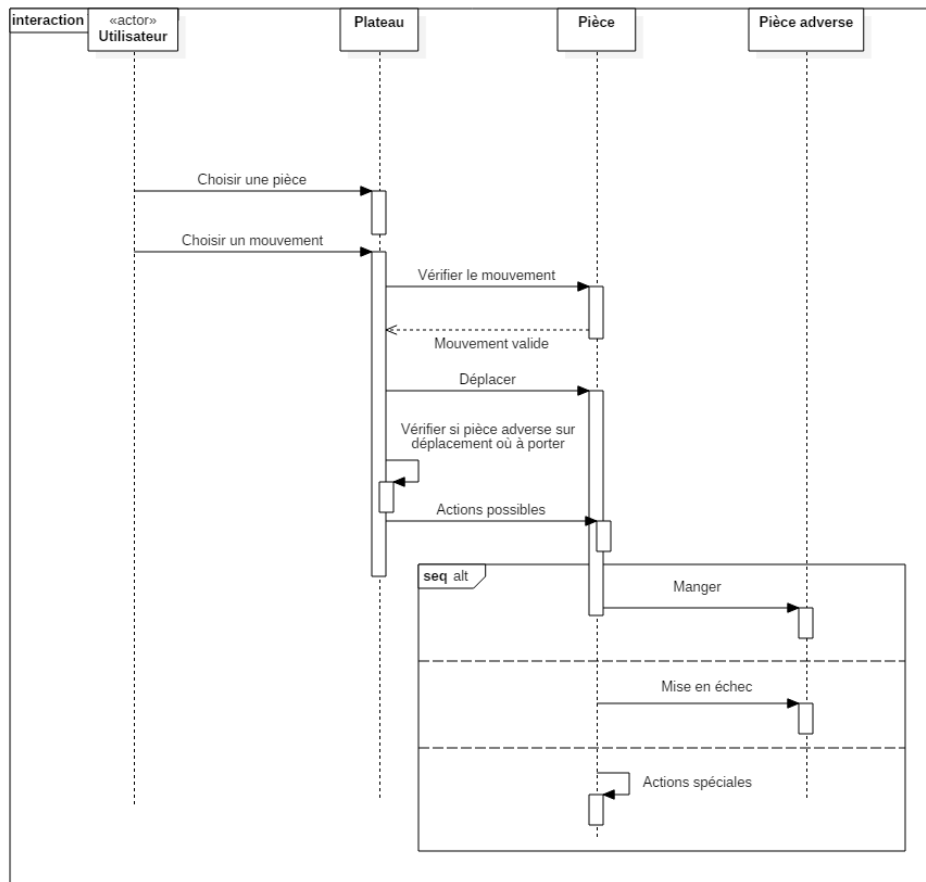 interaction
«actor»
Utilisateur
Plateau
Pièce
Pièce adverse
Choisir une pièce
Choisir un mouvement
Vérifier le mouvement
Mouvement valide
Déplacer
Vérifier si pièce adverse sur
déplacement où à porter
Actions possibles
seq alt
Manger
Mise en échec
Actions spéciales